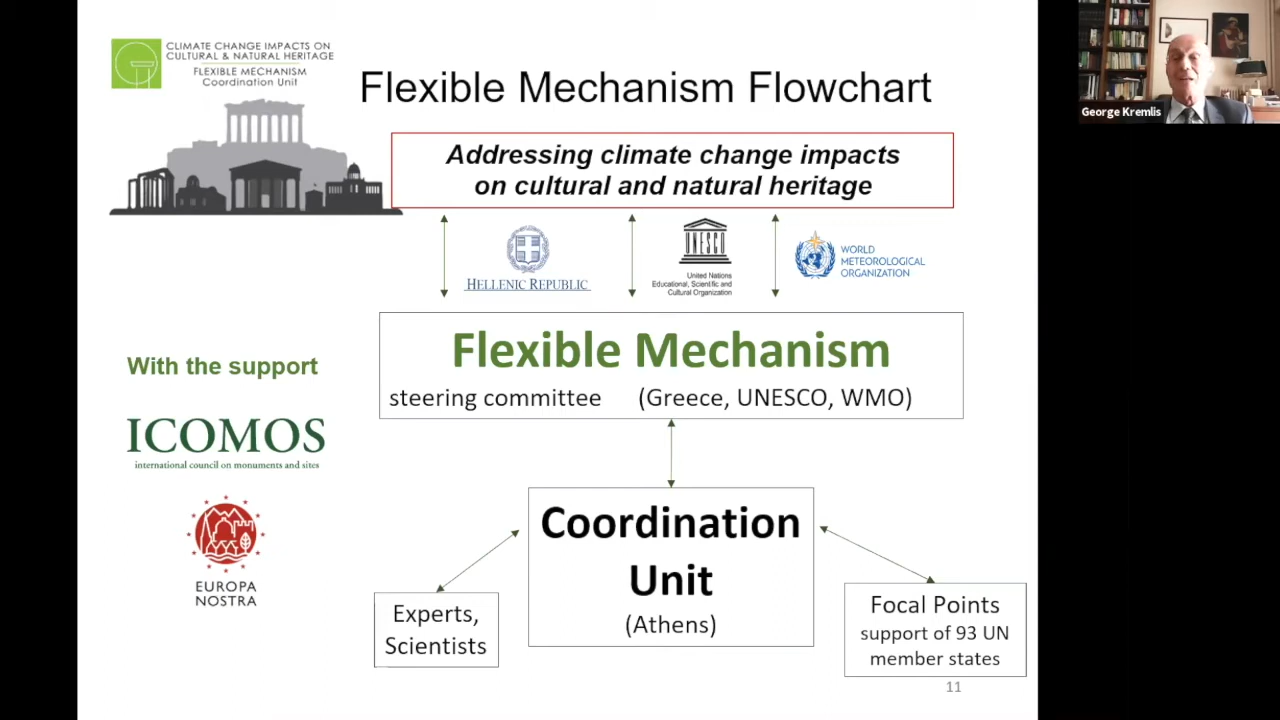 CLIMATE CHANGE IMPACTS ON
CULTURAL & NATURAL HERITAGE
FLEXIBLE MECHANISM
Coordination Unit
Flexible Mechanism Flowchart
George Kremlis
Addressing climate change impacts
on cultural and natural heritage
HELLENIC REPUBLIC
UNESCO
United Nations
Educational, Scientific and
Cultural Organization
WORLD
METEOROLOGICAL
ORGANIZATION
Flexible Mechanism
steering committee (Greece, UNESCO, WMO)
With the support
ICOMOS
international council on monuments and sites
EUROPA
NOSTRA
Coordination
Unit
(Athens)
Experts,
Scientists
Focal Points
support of 93 UN
member states
11